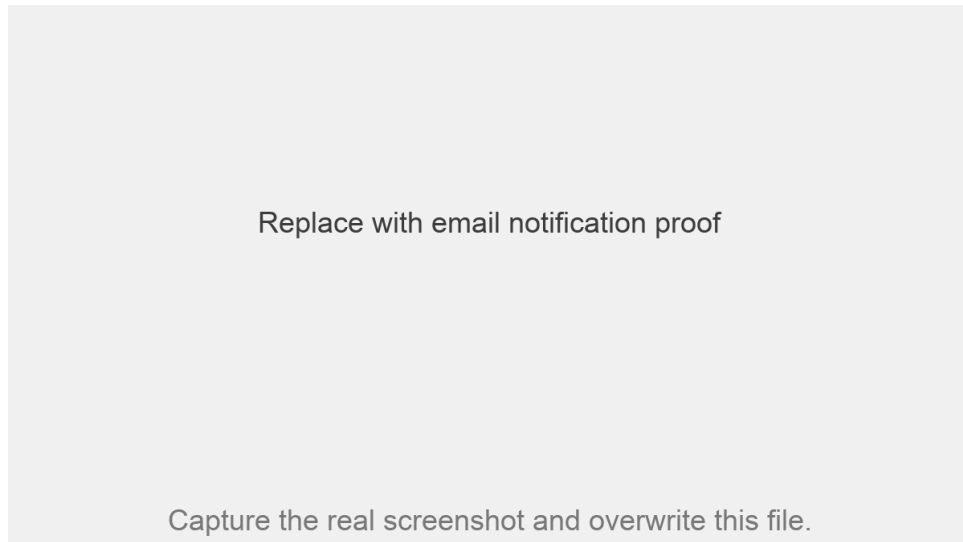 Replace with email notification proof
Capture the real screenshot and overwrite this file.